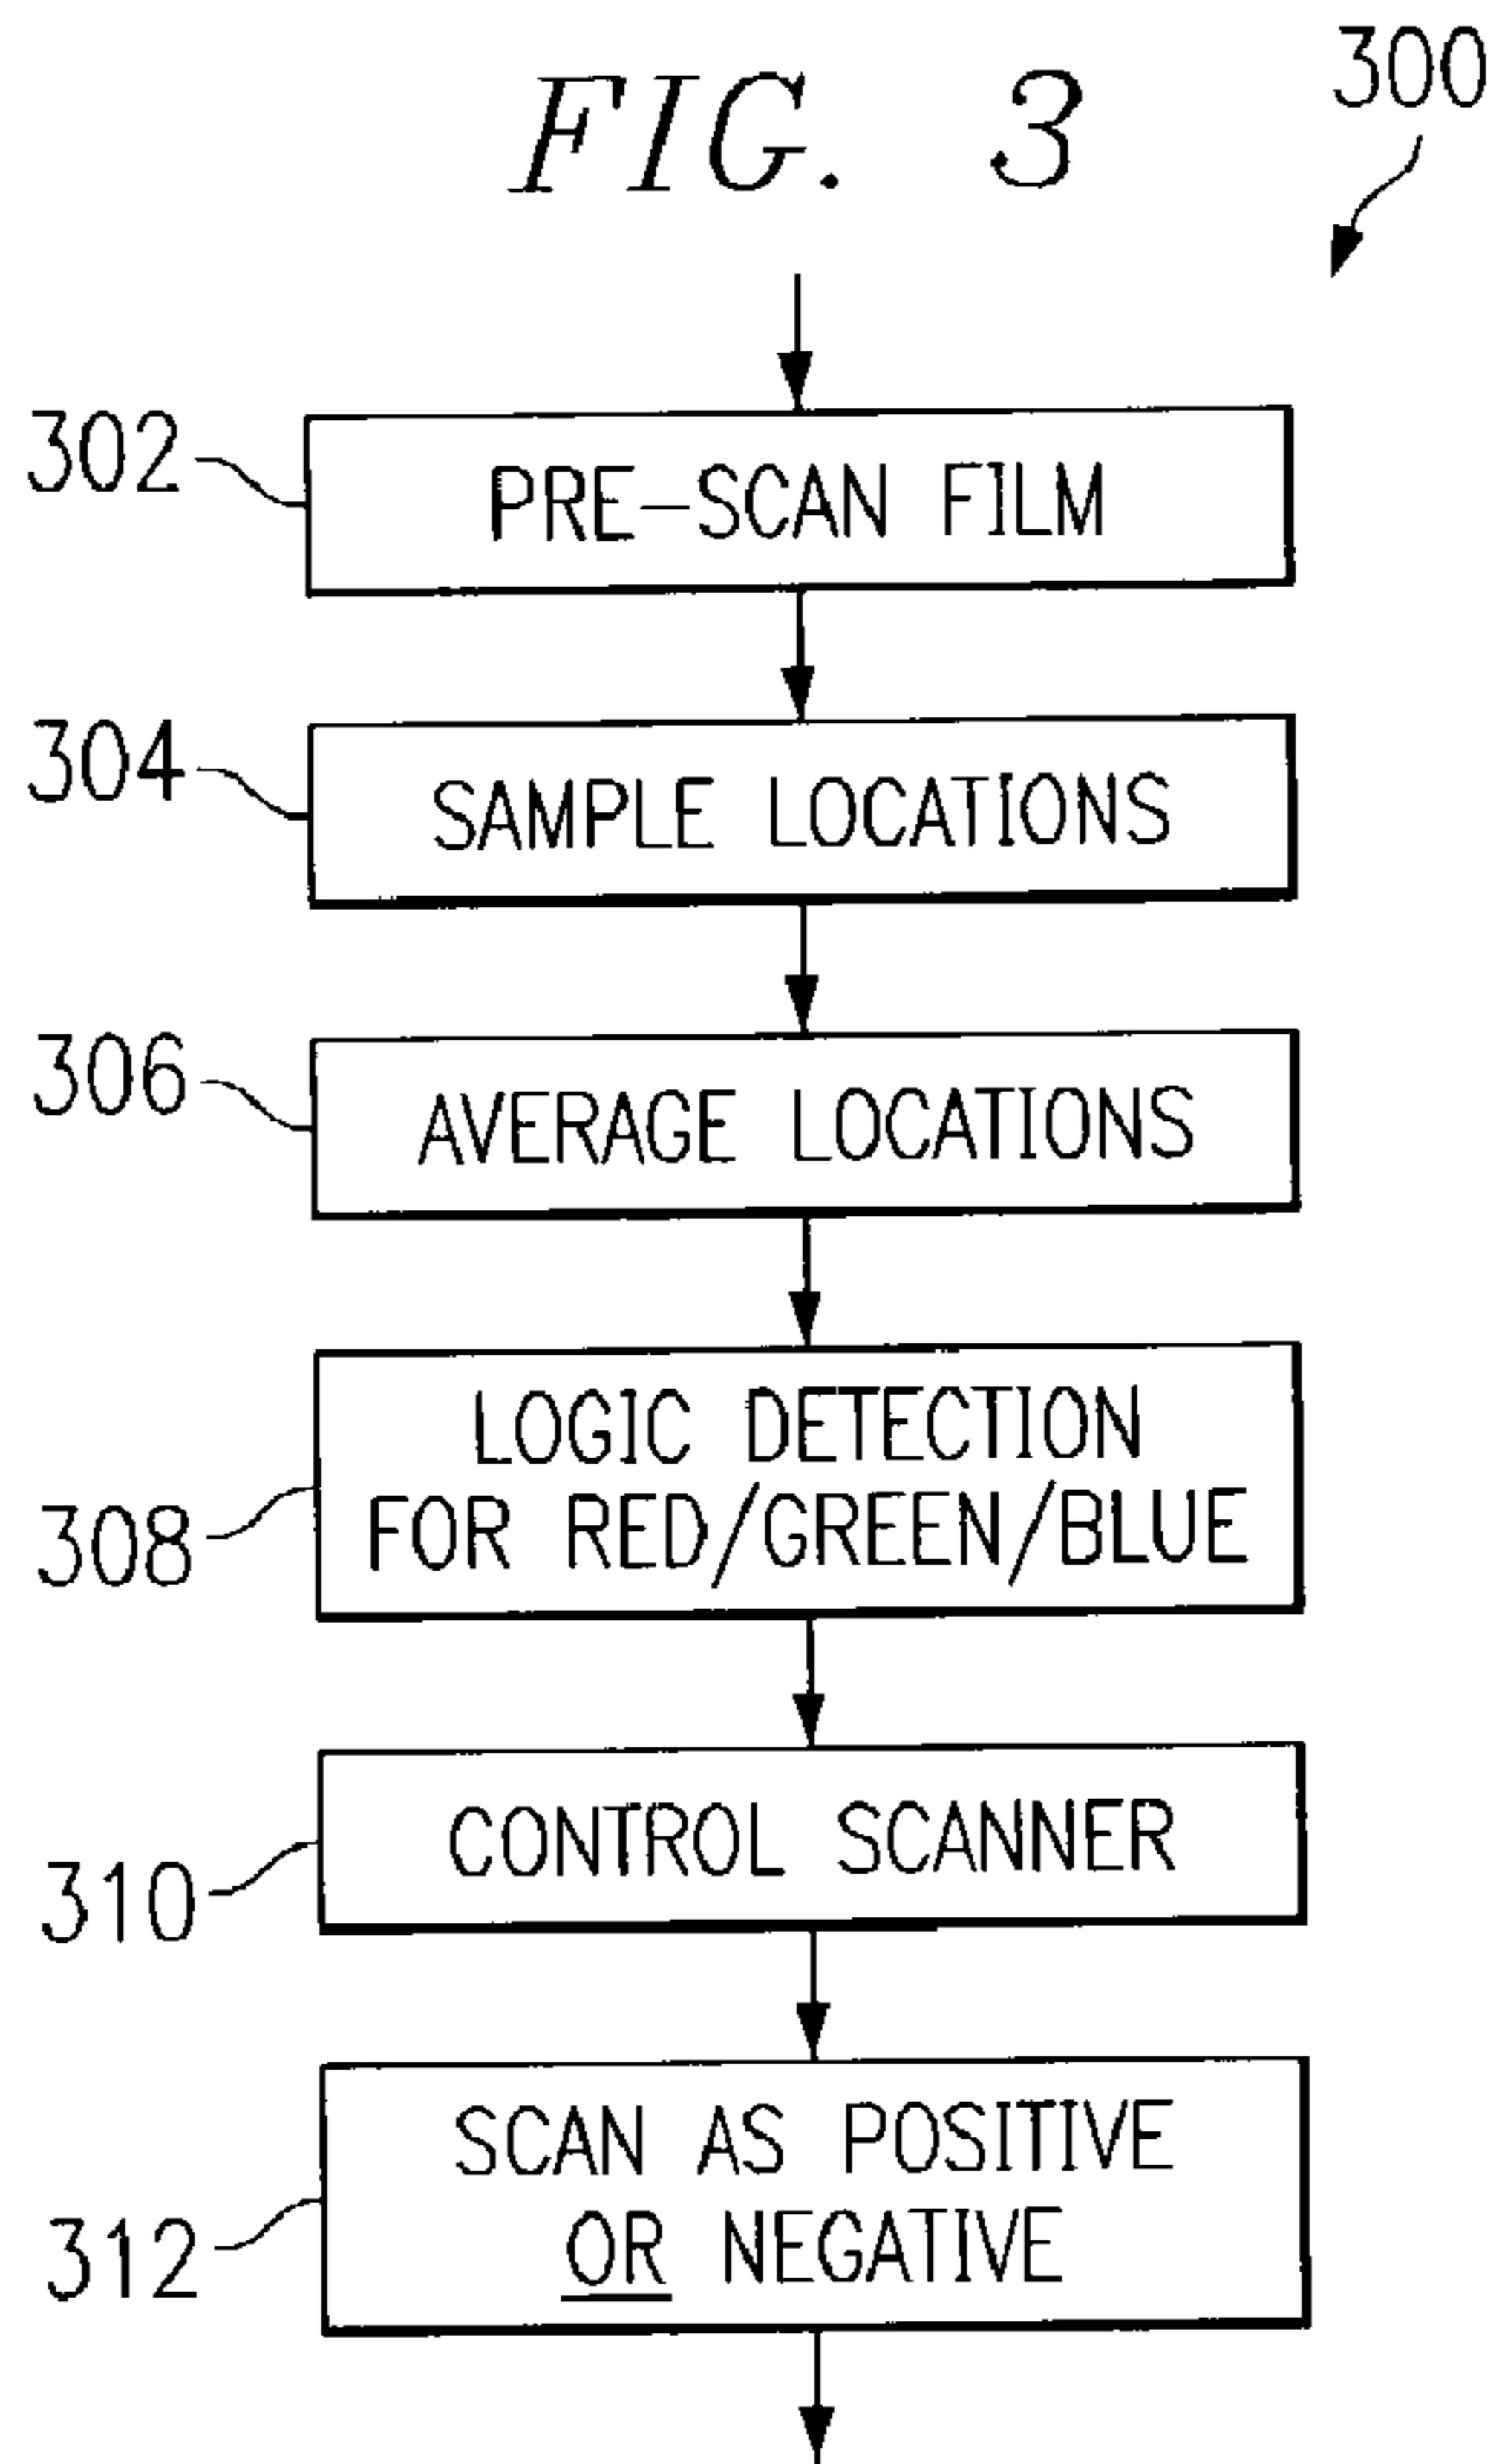 FIG. 3
300
302
PRE-SCAN FILM
304
SAMPLE LOCATIONS
306
AVERAGE LOCATIONS
308
LOGIC DETECTION
FOR RED/GREEN/BLUE
310
CONTROL SCANNER
312
SCAN AS POSITIVE
OR NEGATIVE